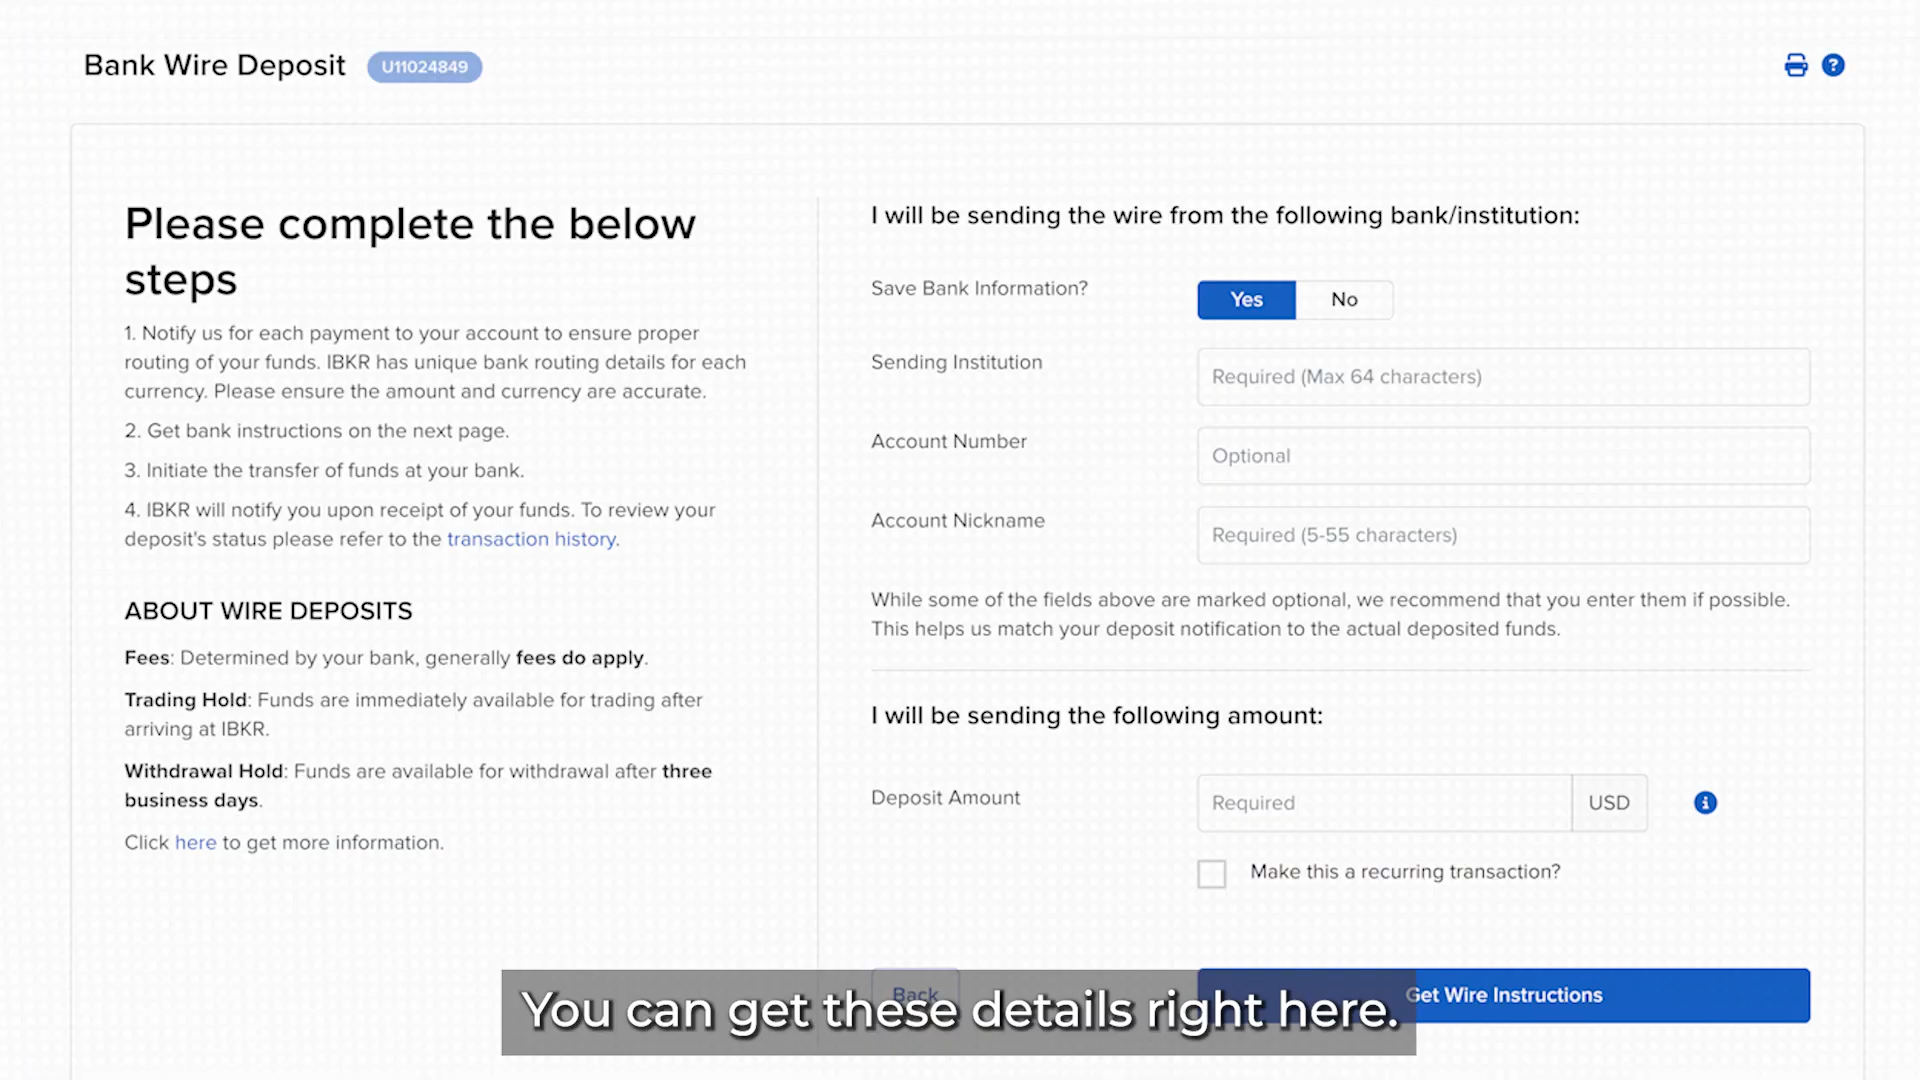 Bank Wire Deposit U11024849
Please complete the below
steps
1. Notify us for each payment to your account to ensure proper
routing of your funds. IBKR has unique bank routing details for each
currency. Please ensure the amount and currency are accurate.
2. Get bank instructions on the next page.
3. Initiate the transfer of funds at your bank.
4. IBKR will notify you upon receipt of your funds. To review your
deposit's status please refer to the transaction history.
ABOUT WIRE DEPOSITS
Fees: Determined by your bank, generally fees do apply.
Trading Hold: Funds are immediately available for trading after
arriving at IBKR.
Withdrawal Hold: Funds are available for withdrawal after three
business days.
Click here to get more information.
I will be sending the wire from the following bank/institution:
Save Bank Information? Yes No
Sending Institution Required (Max 64 characters)
Account Number Optional
Account Nickname Required (5-55 characters)
While some of the fields above are marked optional, we recommend that you enter them if possible.
This helps us match your deposit notification to the actual deposited funds.
I will be sending the following amount:
Deposit Amount Required USD
Make this a recurring transaction?
Back Get Wire Instructions
You can get these details right here.